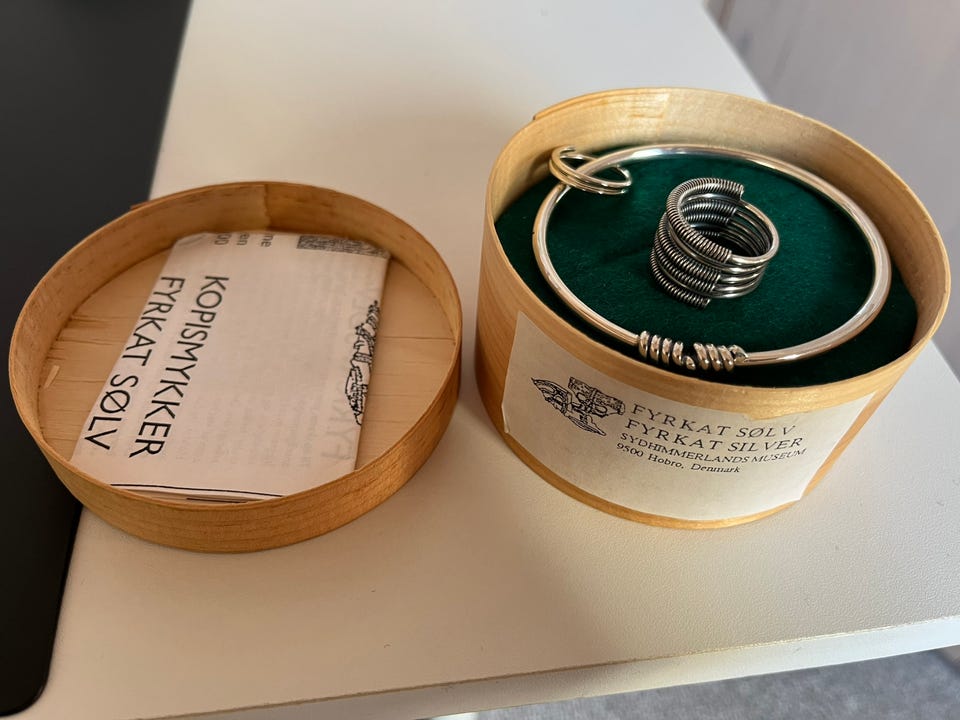 KOPISMYKKER
FYRKAT SØLV
FYRKAT SØLV
FYRKAT SILVER
SYDHIMMERLANDS MUSEUM
9500 Hobro, Denmark